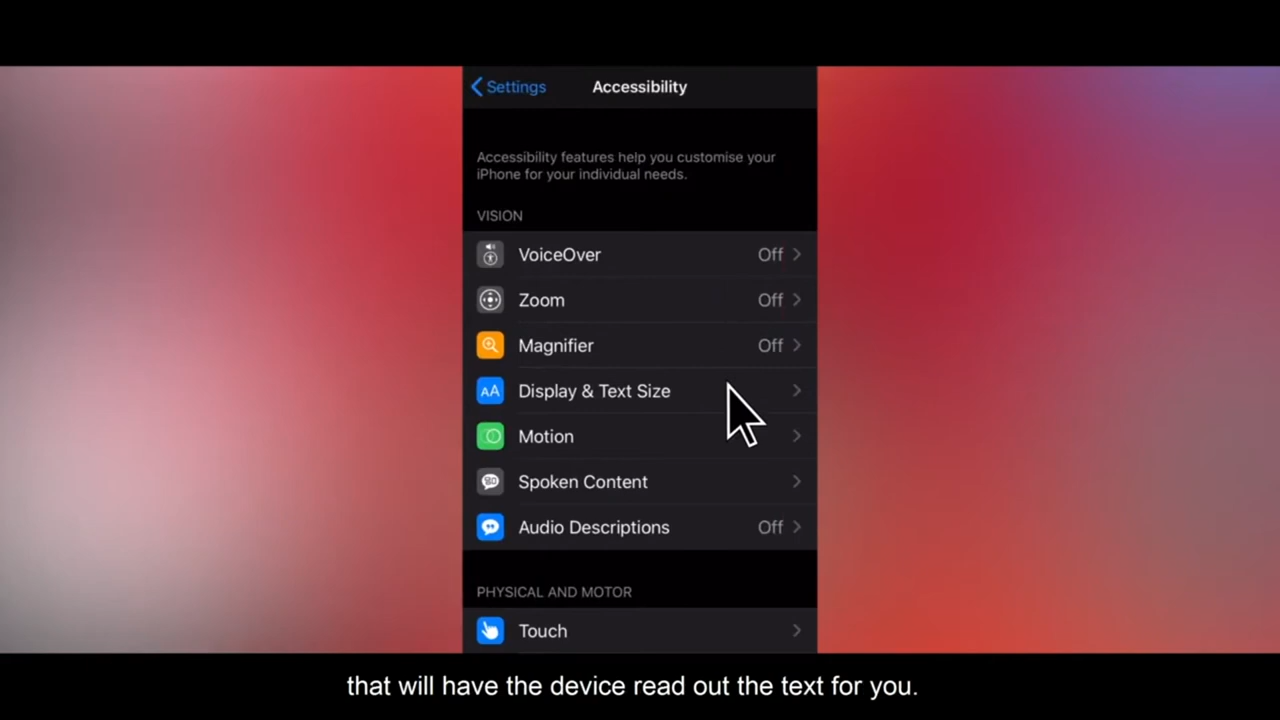 Settings
Accessibility
Accessibility features help you customise your
iPhone for your individual needs.
VISION
VoiceOver Off
Zoom Off
Magnifier Off
AA Display & Text Size
Motion
Spoken Content
Audio Descriptions Off
PHYSICAL AND MOTOR
Touch
that will have the device read out the text for you.